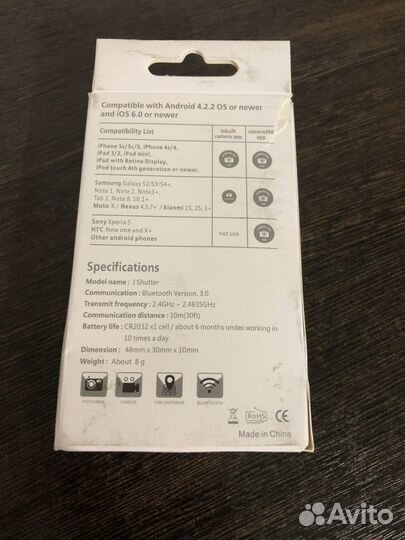 Compatible with Android 4.2.2 OS or newer
and iOS 6.0 or newer
Compatibility List
inbuilt
camera app
camera360
app
iPhone 5s/5c/5, iPhone 4s/4,
iPad 3/2, iPad mini,
iPad with Retina Display,
iPod touch 4th generation or newer.
Samsung Galaxy S2/S3/S4+,
Note 1, Note 2, Note3+,
Tab 2, Note 8, 10.1+
Moto X / Nexus 4,5,7+ / Xiaomi 1S, 2S, 3+
Sony Xperia S
HTC New one and X+
Other android phones
not use
Specifications
Model name : I Shutter
Communication : Bluetooth Version. 3.0
Transmit frequency : 2.4GHz ~ 2.4835GHz
Communication distance : 10m(30ft)
Battery life : CR2032 x1 cell / about 6 months undes working in
10 times a day
Dimension : 48mm x 30mm x 10mm
Weight : About 8 g
PICTURES
VIDEOS
10M DISTANCE
BLUETOOTH
RoHS
CE
Made in China
Avito